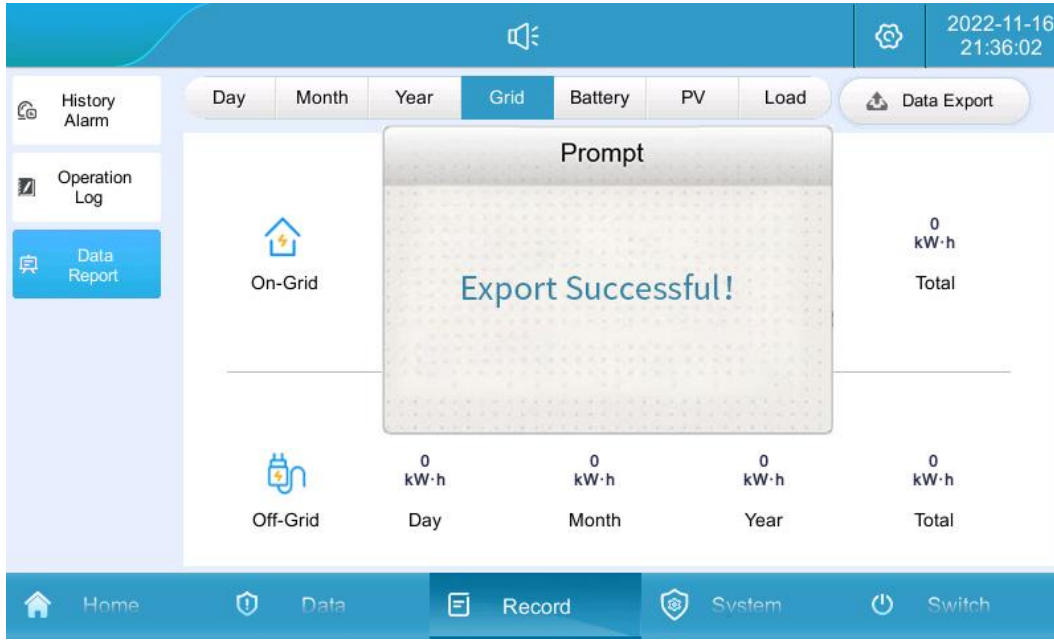 2022-11-16
21:36:02
History
Alarm
Day Month Year Grid Battery PV Load Data Export
Prompt
Operation
Log
Data
Report
0
kW·h
On-Grid
Export Successful!
Total
0 0 0 0
kW·h kW·h kW·h kW·h
Off-Grid Day Month Year Total
Home Data Record System Switch